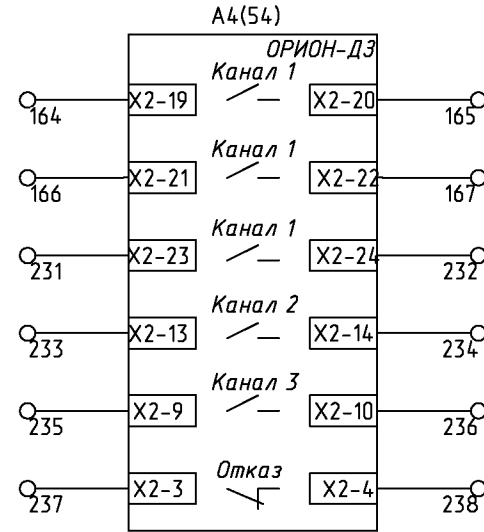 А4(54)
ОРИОН-ДЗ
Канал 1
164 X2-19 X2-20 165
Канал 1
166 X2-21 X2-22 167
Канал 1
231 X2-23 X2-24 232
Канал 2
233 X2-13 X2-14 234
Канал 3
235 X2-9 X2-10 236
Отказ
237 X2-3 X2-4 238